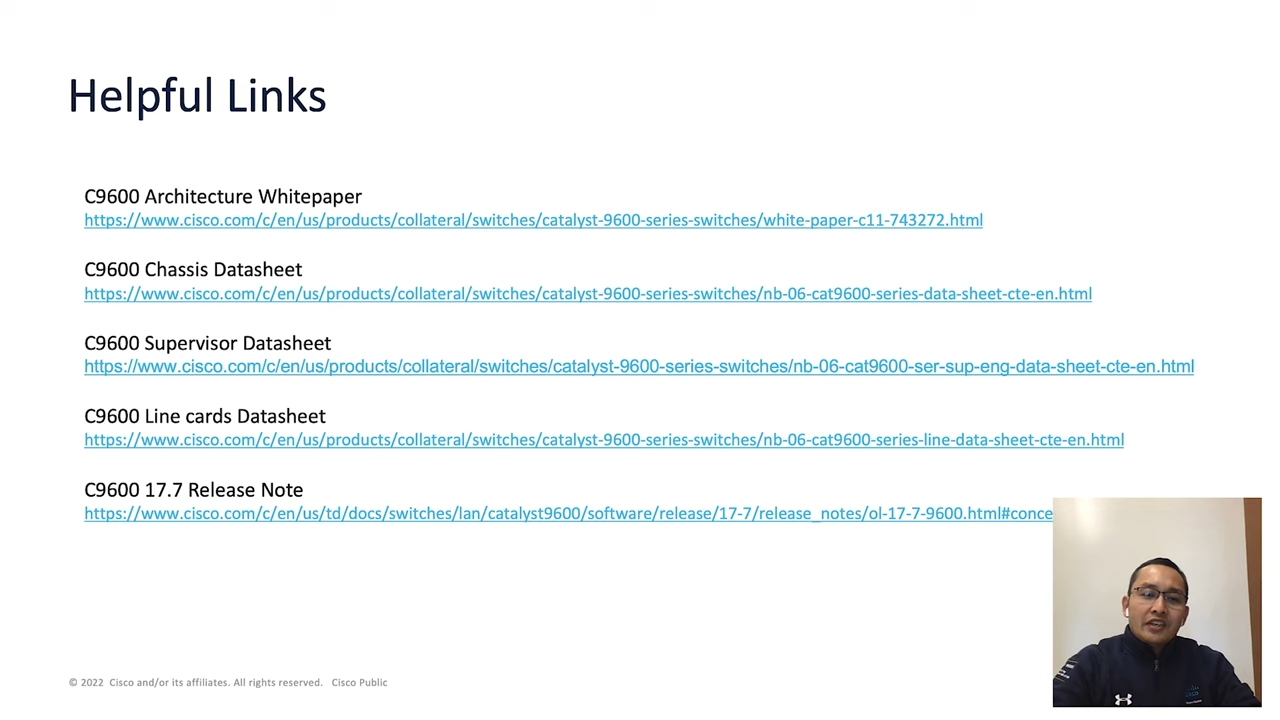 Helpful Links
C9600 Architecture Whitepaper
https://www.cisco.com/c/en/us/products/collateral/switches/catalyst-9600-series-switches/white-paper-c11-743272.html
C9600 Chassis Datasheet
https://www.cisco.com/c/en/us/products/collateral/switches/catalyst-9600-series-switches/nb-06-cat9600-series-data-sheet-cte-en.html
C9600 Supervisor Datasheet
https://www.cisco.com/c/en/us/products/collateral/switches/catalyst-9600-series-switches/nb-06-cat9600-ser-sup-eng-data-sheet-cte-en.html
C9600 Line cards Datasheet
https://www.cisco.com/c/en/us/products/collateral/switches/catalyst-9600-series-switches/nb-06-cat9600-series-line-data-sheet-cte-en.html
C9600 17.7 Release Note
https://www.cisco.com/c/en/us/td/docs/switches/lan/catalyst9600/software/release/17-7/release_notes/ol-17-7-9600.html#conce
© 2022 Cisco and/or its affiliates. All rights reserved. Cisco Public